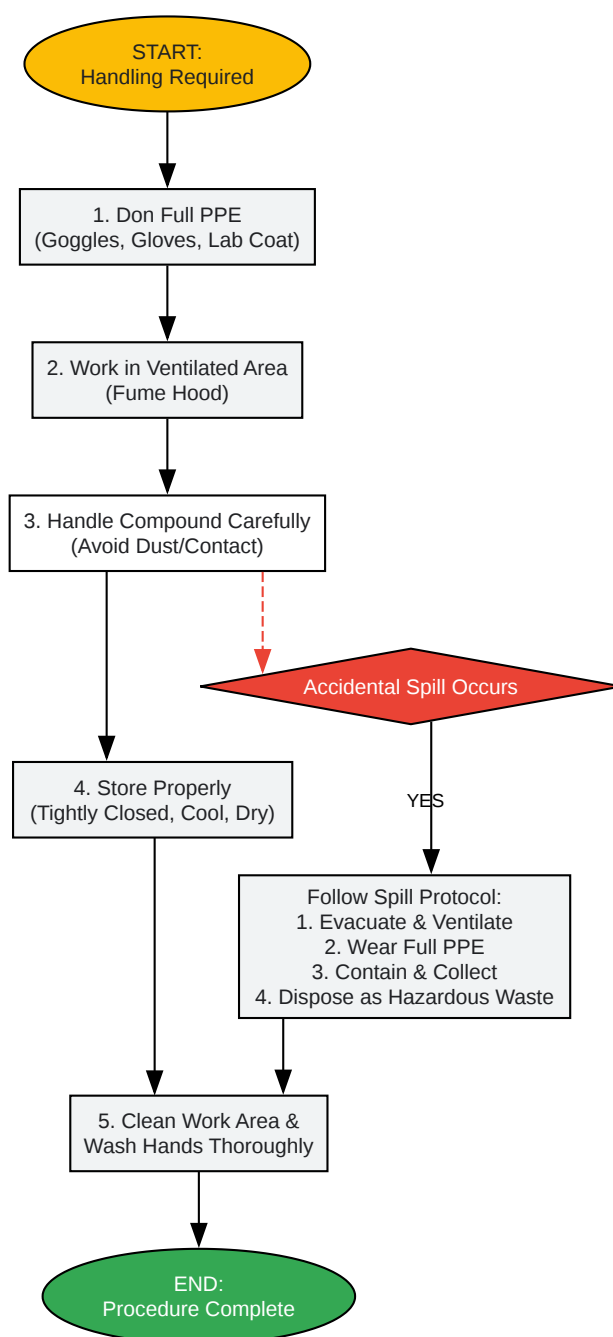 START:
Handling Required
1. Don Full PPE
(Goggles, Gloves, Lab Coat)
2. Work in Ventilated Area
(Fume Hood)
3. Handle Compound Carefully
(Avoid Dust/Contact)
Accidental Spill Occurs
4. Store Properly
(Tightly Closed, Cool, Dry)
YES
Follow Spill Protocol:
1. Evacuate & Ventilate
2. Wear Full PPE
3. Contain & Collect
4. Dispose as Hazardous Waste
5. Clean Work Area &
Wash Hands Thoroughly
END:
Procedure Complete